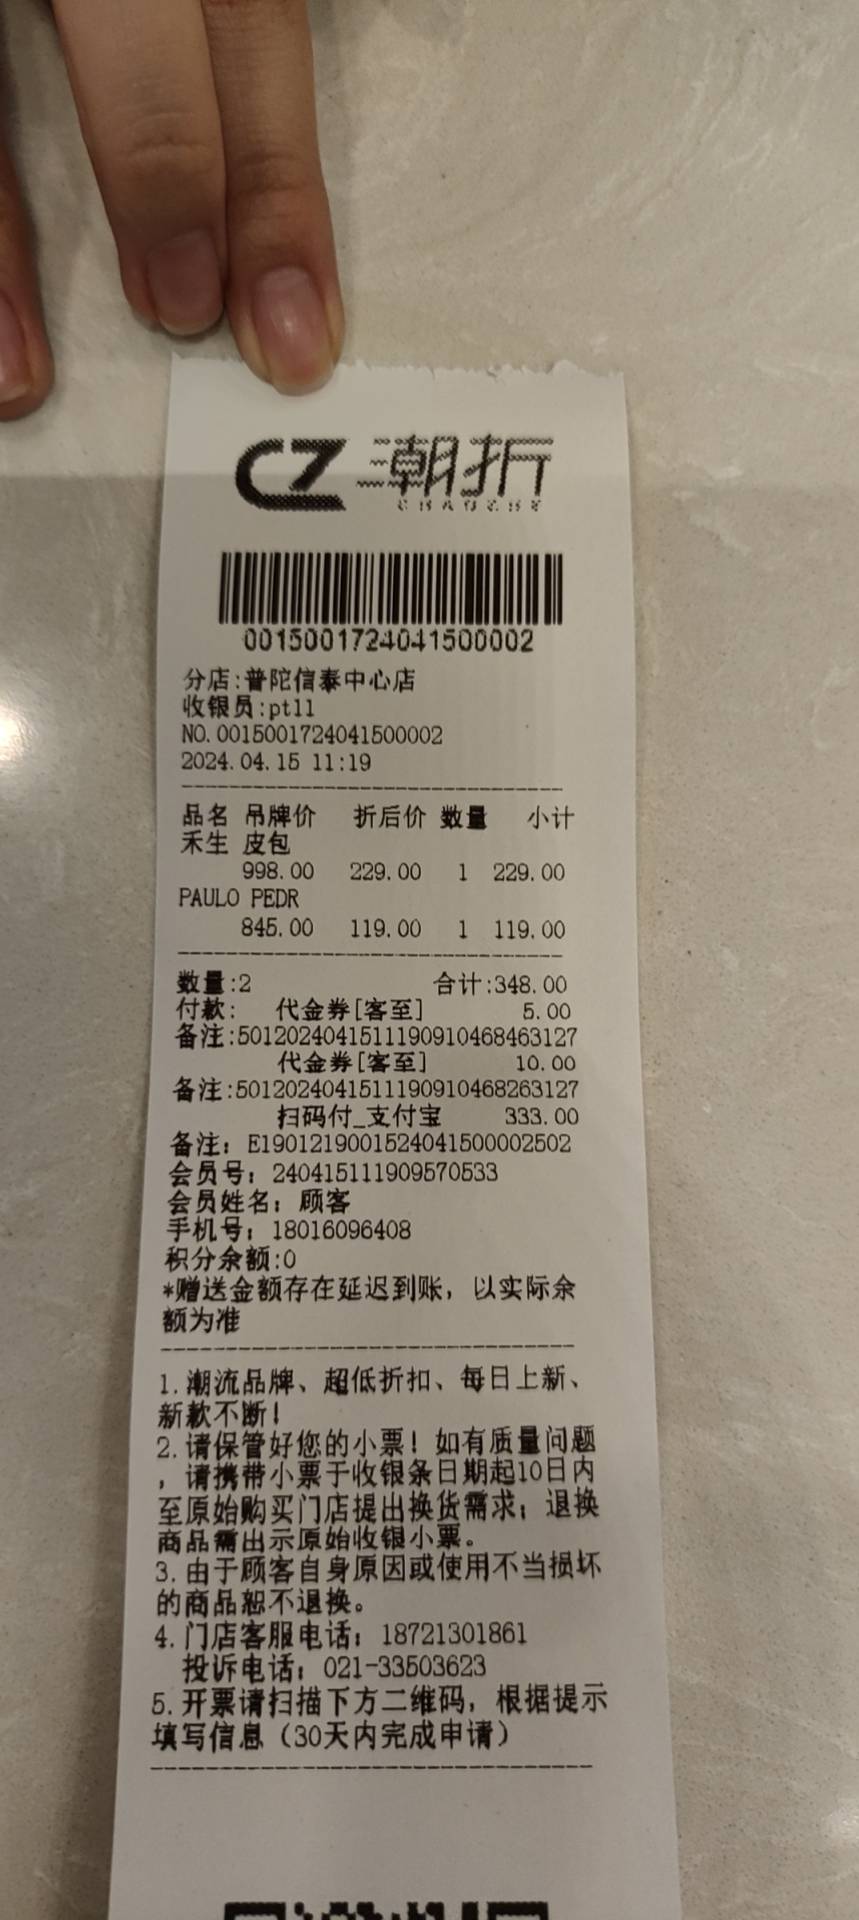 CZ 潮折
CHAOZHE
0015001724041500002
分店:普陀信泰中心店
收银员:pt11
NO.0015001724041500002
2024.04.15 11:19
品名 吊牌价 折后价 数量 小计
禾生 皮包
998.00 229.00 1 229.00
PAULO PEDR
845.00 119.00 1 119.00
数量:2 合计:348.00
付款: 代金券[客至] 5.00
备注:5012024041511190910468463127
代金券[客至] 10.00
备注:5012024041511190910468263127
扫码付_支付宝 333.00
备注: E1901219001524041500002502
会员号: 240415111909570533
会员姓名: 顾客
手机号: 18016096408
积分余额:0
*赠送金额存在延迟到账, 以实际余
额为准
1.潮流品牌、超低折扣、每日上新、
新款不断!
2.请保管好您的小票! 如有质量问题
, 请携带小票于收银条日期起10日内
至原始购买门店提出换货需求; 退换
商品需出示原始收银小票。
3.由于顾客自身原因或使用不当损坏
的商品恕不退换。
4.门店客服电话: 18721301861
投诉电话: 021-33503623
5.开票请扫描下方二维码, 根据提示
填写信息 (30天内完成申请)